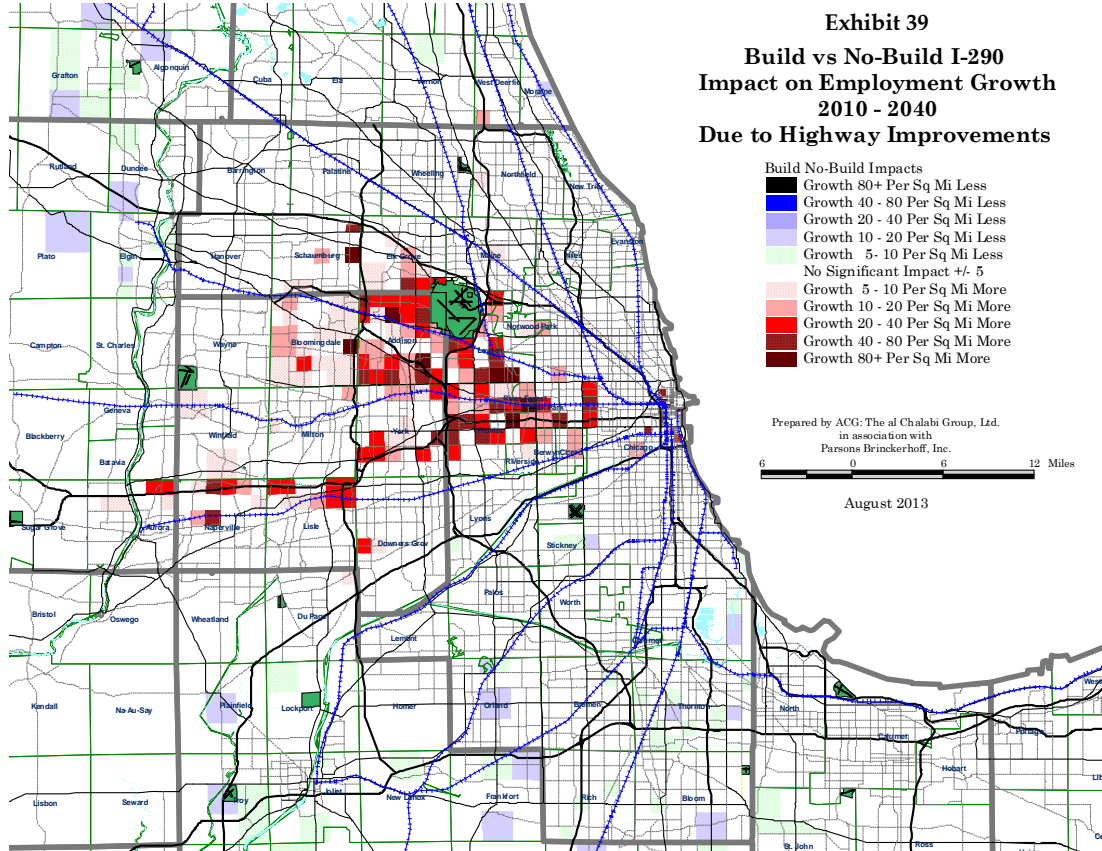 Exhibit 39
Build vs No-Build I-290
Impact on Employment Growth
2010 - 2040
Due to Highway Improvements
Build No-Build Impacts
Growth 80+ Per Sq Mi Less
Growth 40 - 80 Per Sq Mi Less
Growth 20 - 40 Per Sq Mi Less
Growth 10 - 20 Per Sq Mi Less
Growth 5- 10 Per Sq Mi Less
No Significant Impact +/- 5
Growth 5 - 10 Per Sq Mi More
Growth 10 - 20 Per Sq Mi More
Growth 20 - 40 Per Sq Mi More
Growth 40 - 80 Per Sq Mi More
Growth 80+ Per Sq Mi More
Prepared by ACG: The al Chalabi Group, Ltd.
in association with
Parsons Brinckerhoff, Inc.
6 0 6 12 Miles
August 2013
Grafton
Algonquin
Cuba
Ela
Vernon
West Deerfie
Moraine
Rutland
Dundee
Barrington
Palatine
Wheeling
Northfield
New Trier
Plato
Elgin
Hanover
Schaumburg
Elk Grove
Maine
Niles
Evanston
Norwood Park
Campton
St. Charles
Wayne
Bloomingdale
Addison
Geneva
Blackberry
Winfield
Milton
York
Batavia
Riverside
Berwyn
Chicago
Sugar Grove
Aurora
Naperville
Lisle
Lyons
Downers Grov
Stickney
Bristol
Oswego
Wheatland
Du Page
Lemont
Palos
Worth
Calumet
Kendall
Na-Au-Say
Plainfield
Lockport
Homer
Orland
Bremen
Thornton
North
Calumet
Portage
West
Hobart
Lisbon
Seward
Troy
Joliet
New Lenox
Frankfort
Rich
Bloom
St. John
Ross